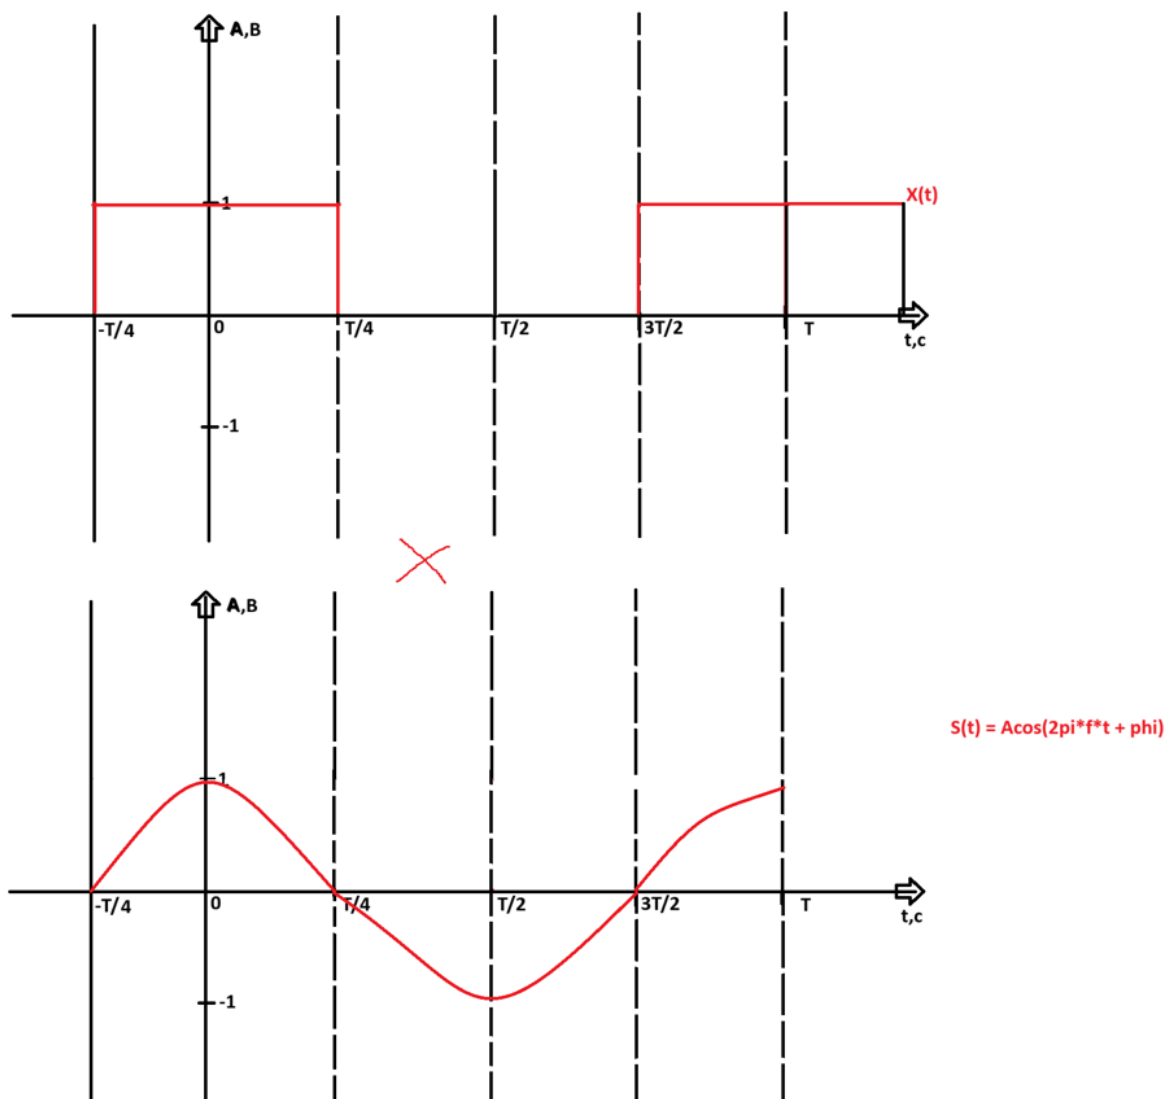 A,B
1
X(t)
-T/4
0
T/4
T/2
3T/2
T
t,c
-1
A,B
1
S(t) = Acos(2pi*f*t + phi)
-T/4
0
T/4
T/2
3T/2
T
t,c
-1